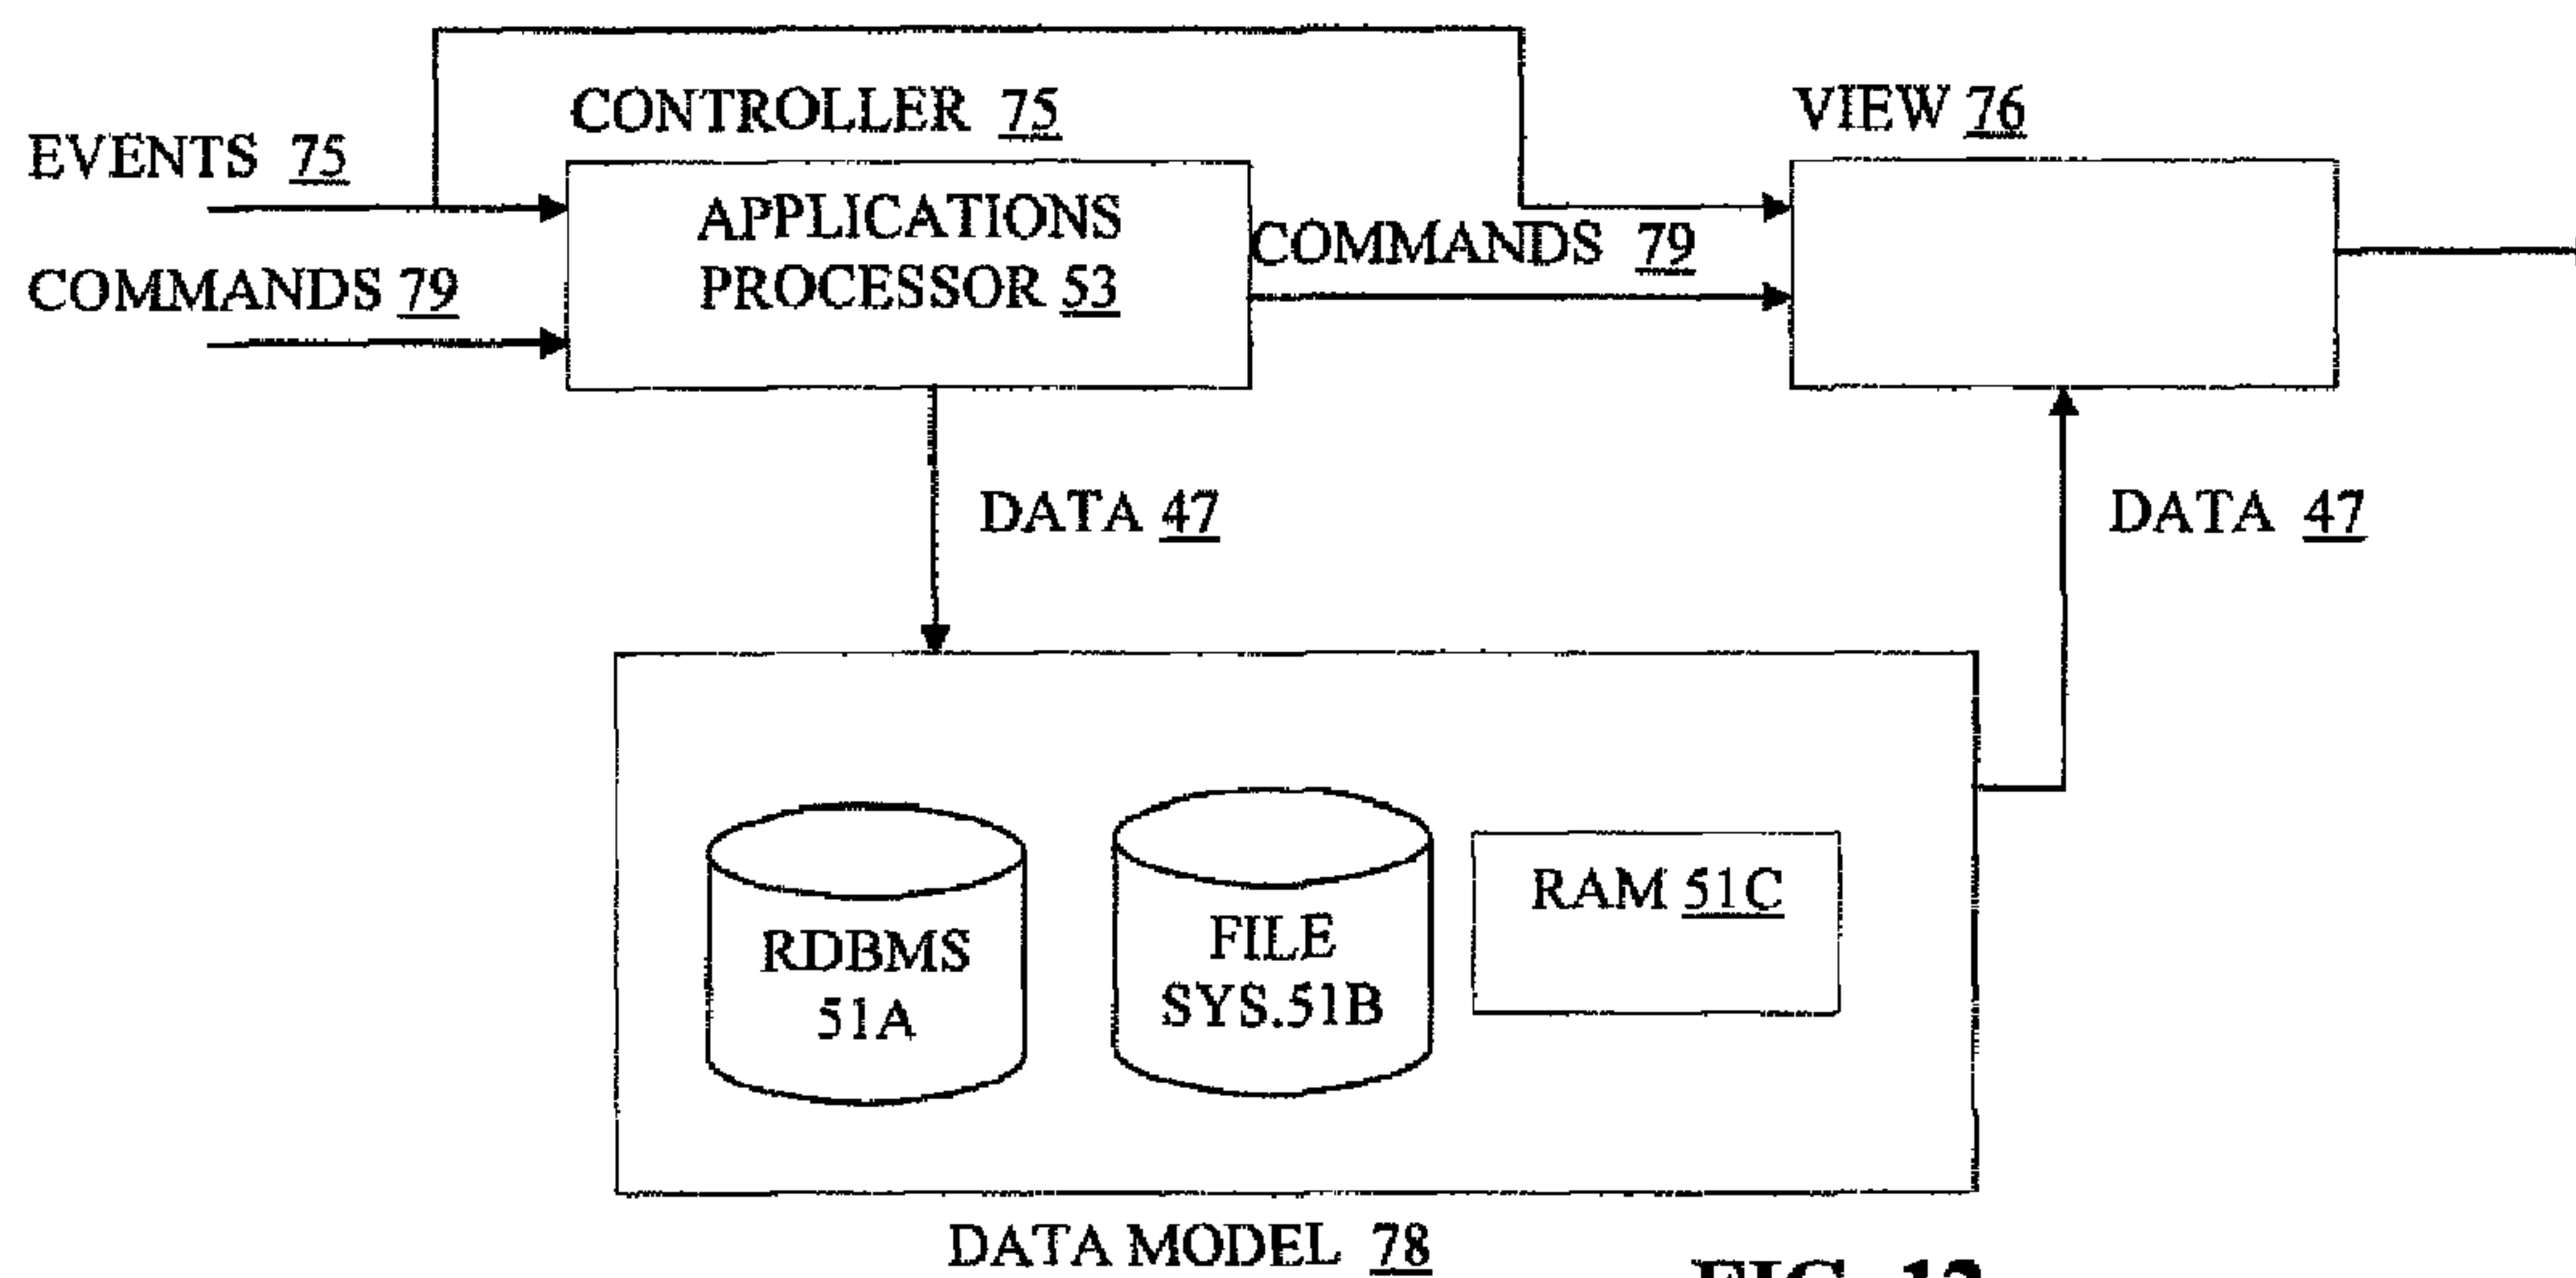 CONTROLLER 75
VIEW 76
EVENTS 75
APPLICATIONS
PROCESSOR 53
COMMANDS 79
COMMANDS 79
DATA 47
DATA 47
RDBMS
51A
FILE
SYS.51B
RAM 51C
DATA MODEL 78